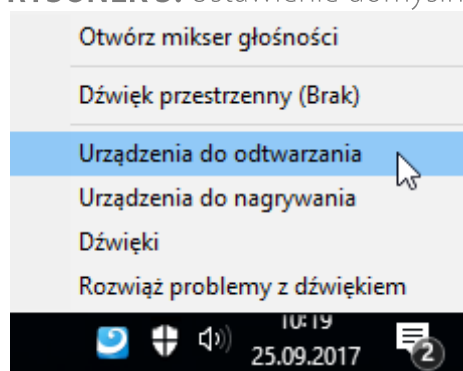 Otwórz mikser głośności
Dźwięk przestrzenny (Brak)
Urządzenia do odtwarzania
Urządzenia do nagrywania
Dźwięki
Rozwiąż problemy z dźwiękiem
10:19
25.09.2017
2